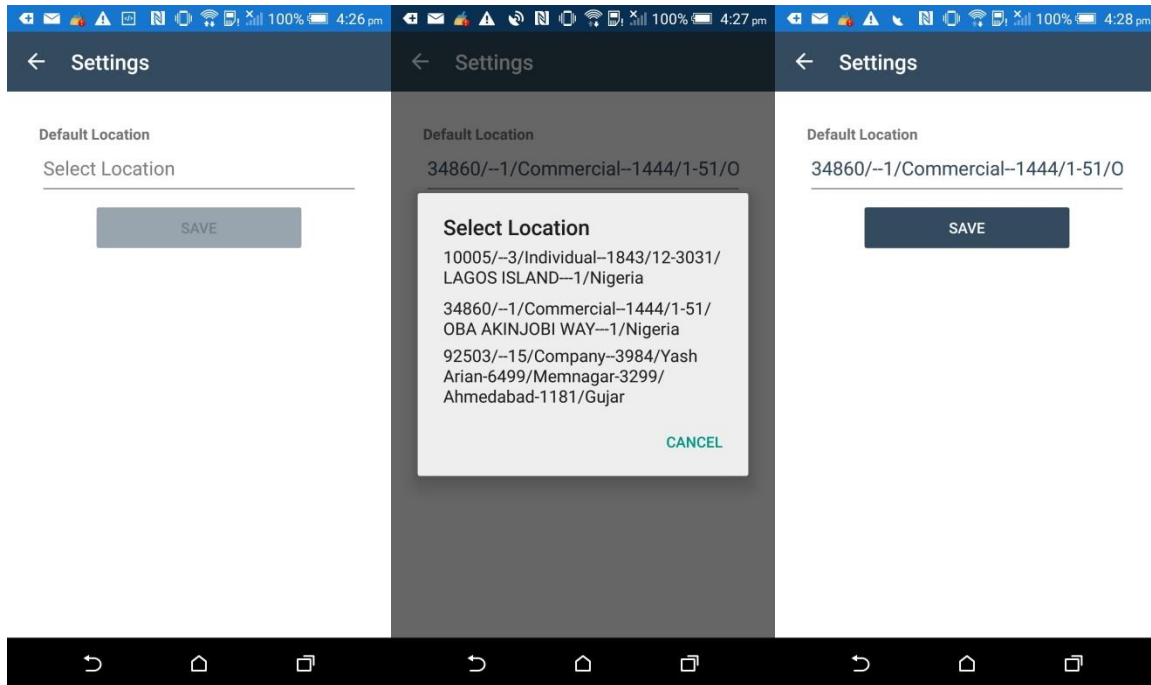 100% 4:26 pm
Settings
Default Location
Select Location
SAVE
100% 4:27 pm
Settings
Default Location
34860/--1/Commercial--1444/1-51/O
Select Location
10005/--3/Individual--1843/12-3031/
LAGOS ISLAND---1/Nigeria
34860/--1/Commercial--1444/1-51/
OBA AKINJOBI WAY---1/Nigeria
92503/--15/Company--3984/Yash
Arian-6499/Memnagar-3299/
Ahmedabad-1181/Gujar
CANCEL
100% 4:28 pm
Settings
Default Location
34860/--1/Commercial--1444/1-51/O
SAVE